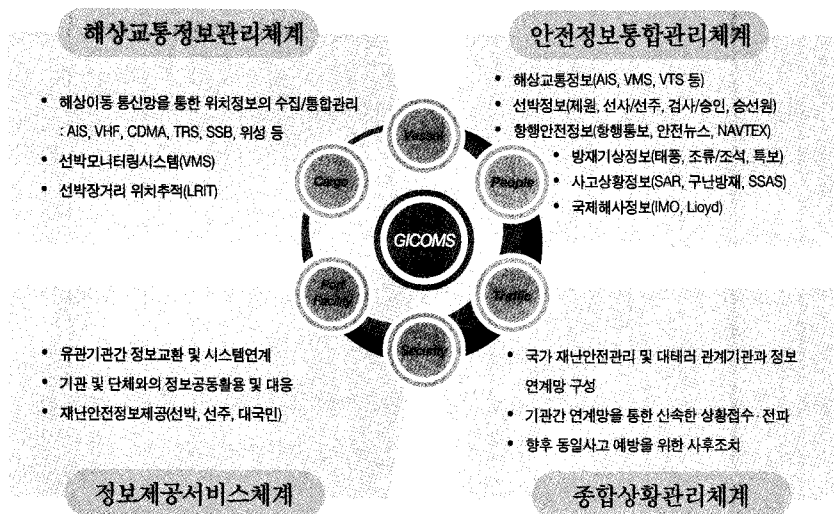 해상교통정보관리체계
• 해상이동 통신망을 통한 위치정보의 수집/통합관리
: AIS, VHF, CDMA, TRS, SSB, 위성 등
• 선박모니터링시스템(VMS)
• 선박장거리 위치추적(LRIT)
안전정보통합관리체계
• 해상교통정보(AIS, VMS, VTS 등)
• 선박정보(제원, 선사/선주, 검사/승인, 승선원)
• 항행안전정보(항행통보, 안전뉴스, NAVTEX)
• 방재기상정보(태풍, 조류/조석, 특보)
• 사고상황정보(SAR, 구난방재, SSAS)
• 국제해사정보(IMO, Lioyd)
Vessel
Cargo
People
GICOMS
Port
Facility
Traffic
Security
• 유관기관간 정보교환 및 시스템연계
• 기관 및 단체와의 정보공동활용 및 대응
• 재난안전정보제공(선박, 선주, 대국민)
정보제공서비스체계
• 국가 재난안전관리 및 대테러 관계기관과 정보
연계망 구성
• 기관간 연계망을 통한 신속한 상황접수·전파
• 향후 동일사고 예방을 위한 사후조치
종합상황관리체계